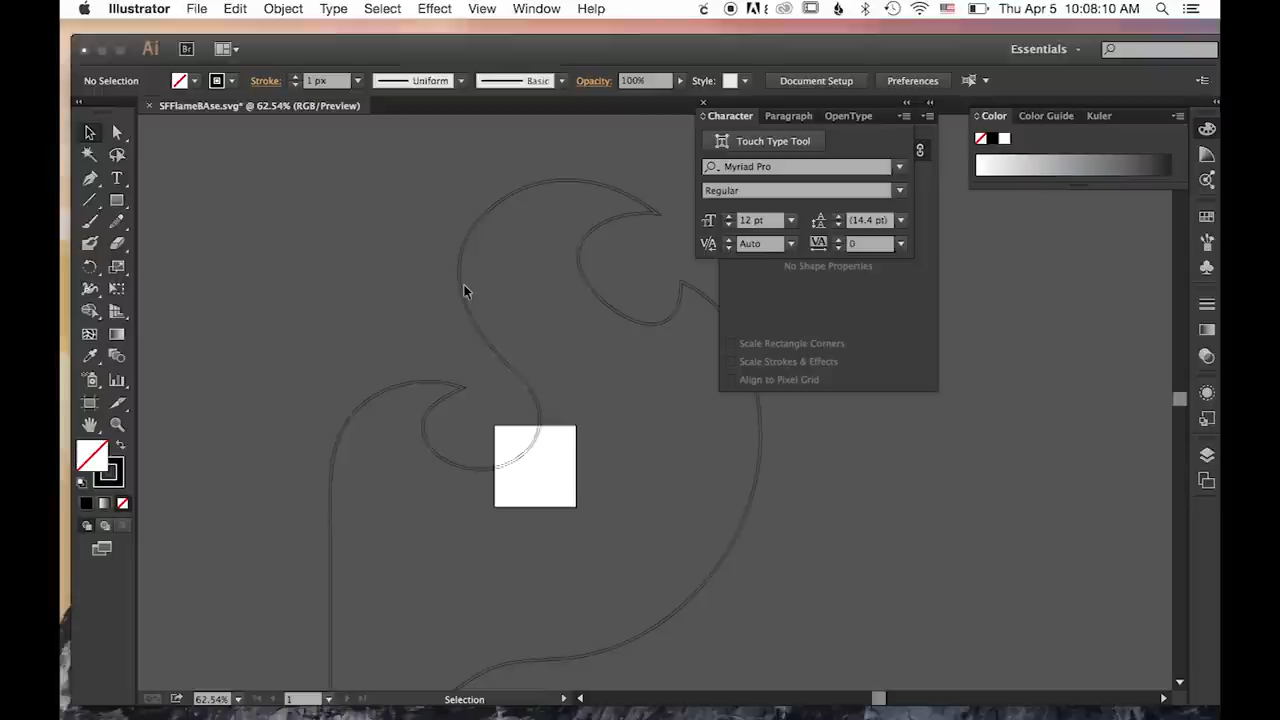 Illustrator File Edit Object Type Select Effect View Window Help Thu Apr 5 10:08:10 AM
Ai Br Essentials
No Selection Stroke: 1 px Uniform Basic Opacity: 100% Style: Document Setup Preferences
× SFFlameBAse.svg* @ 62.54% (RGB/Preview)
Character Paragraph OpenType
Color Color Guide Kuler
Touch Type Tool
Myriad Pro
Regular
12 pt (14.4 pt)
Auto 0
No Shape Properties
Scale Rectangle Corners
Scale Strokes & Effects
Align to Pixel Grid
62.54% 1 Selection